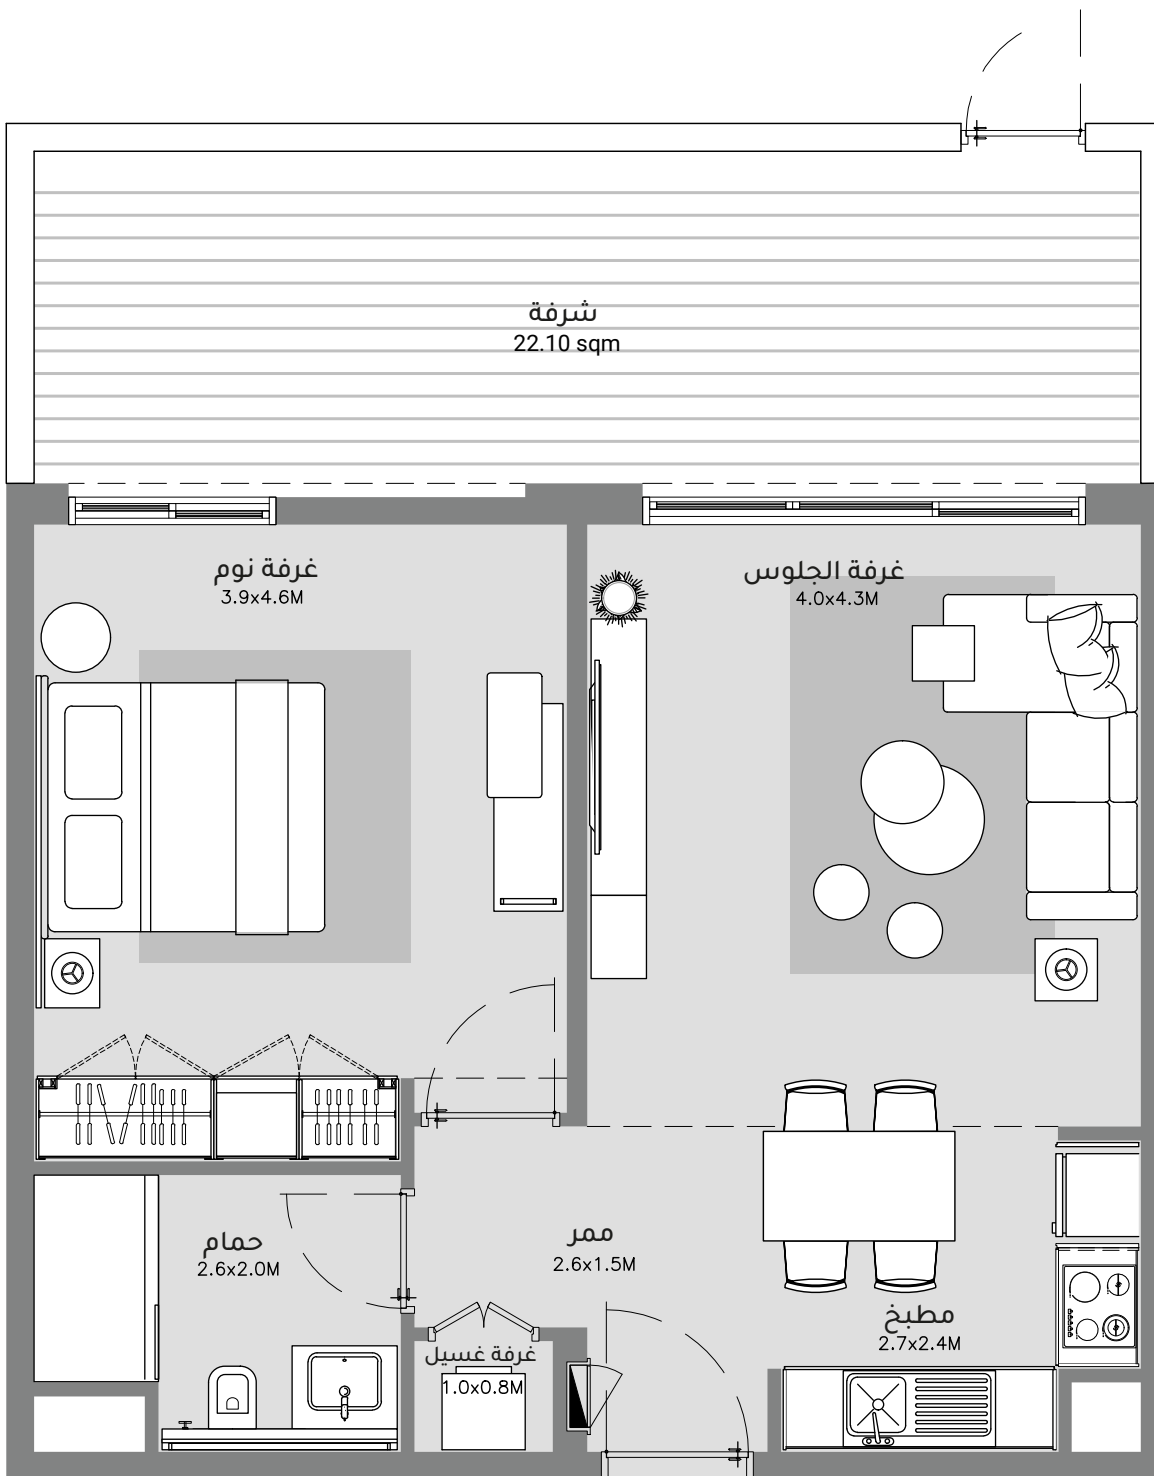 شرفة
22.10 sqm
غرفة نوم
3.9x4.6M
غرفة الجلوس
4.0x4.3M
حمام
2.6x2.0M
ممر
2.6x1.5M
مطبخ
2.7x2.4M
غرفة غسيل
1.0x0.8M